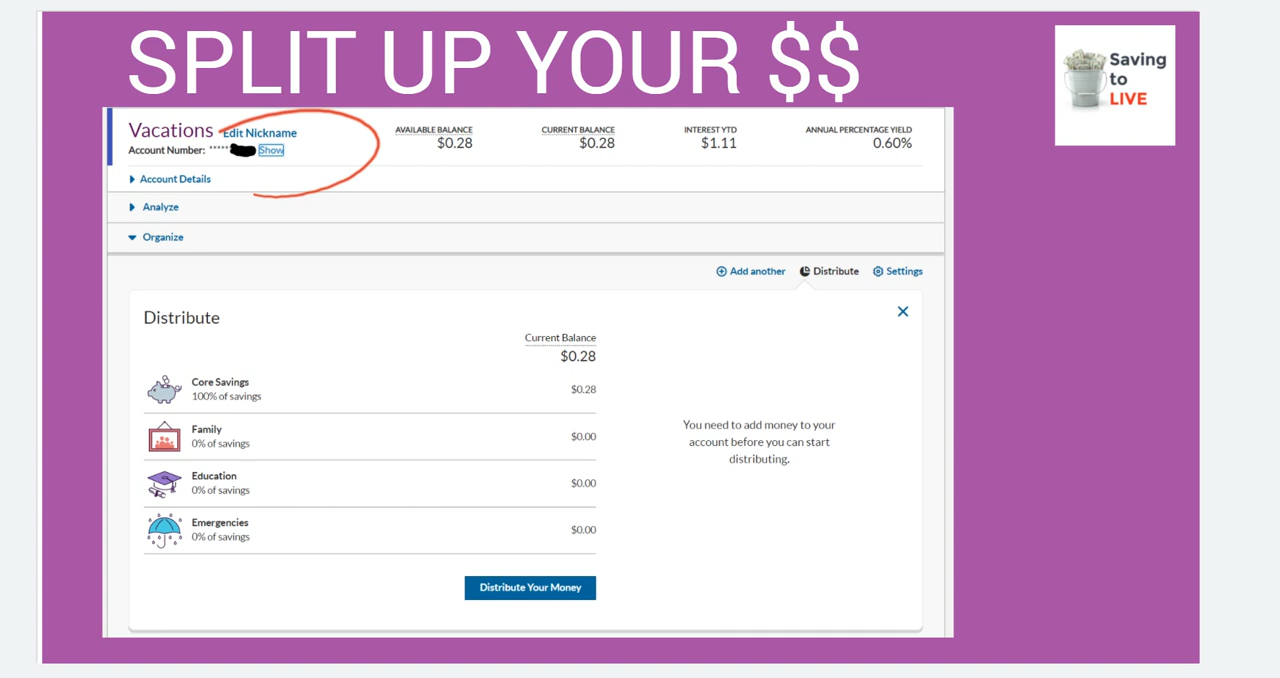 SPLIT UP YOUR $$
Saving
to
LIVE
Vacations Edit Nickname
Account Number: ***** Show
AVAILABLE BALANCE
$0.28
CURRENT BALANCE
$0.28
INTEREST YTD
$1.11
ANNUAL PERCENTAGE YIELD
0.60%
Account Details
Analyze
Organize
Add another Distribute Settings
Distribute
Current Balance
$0.28
Core Savings
100% of savings
$0.28
Family
0% of savings
$0.00
Education
0% of savings
$0.00
Emergencies
0% of savings
$0.00
You need to add money to your
account before you can start
distributing.
Distribute Your Money